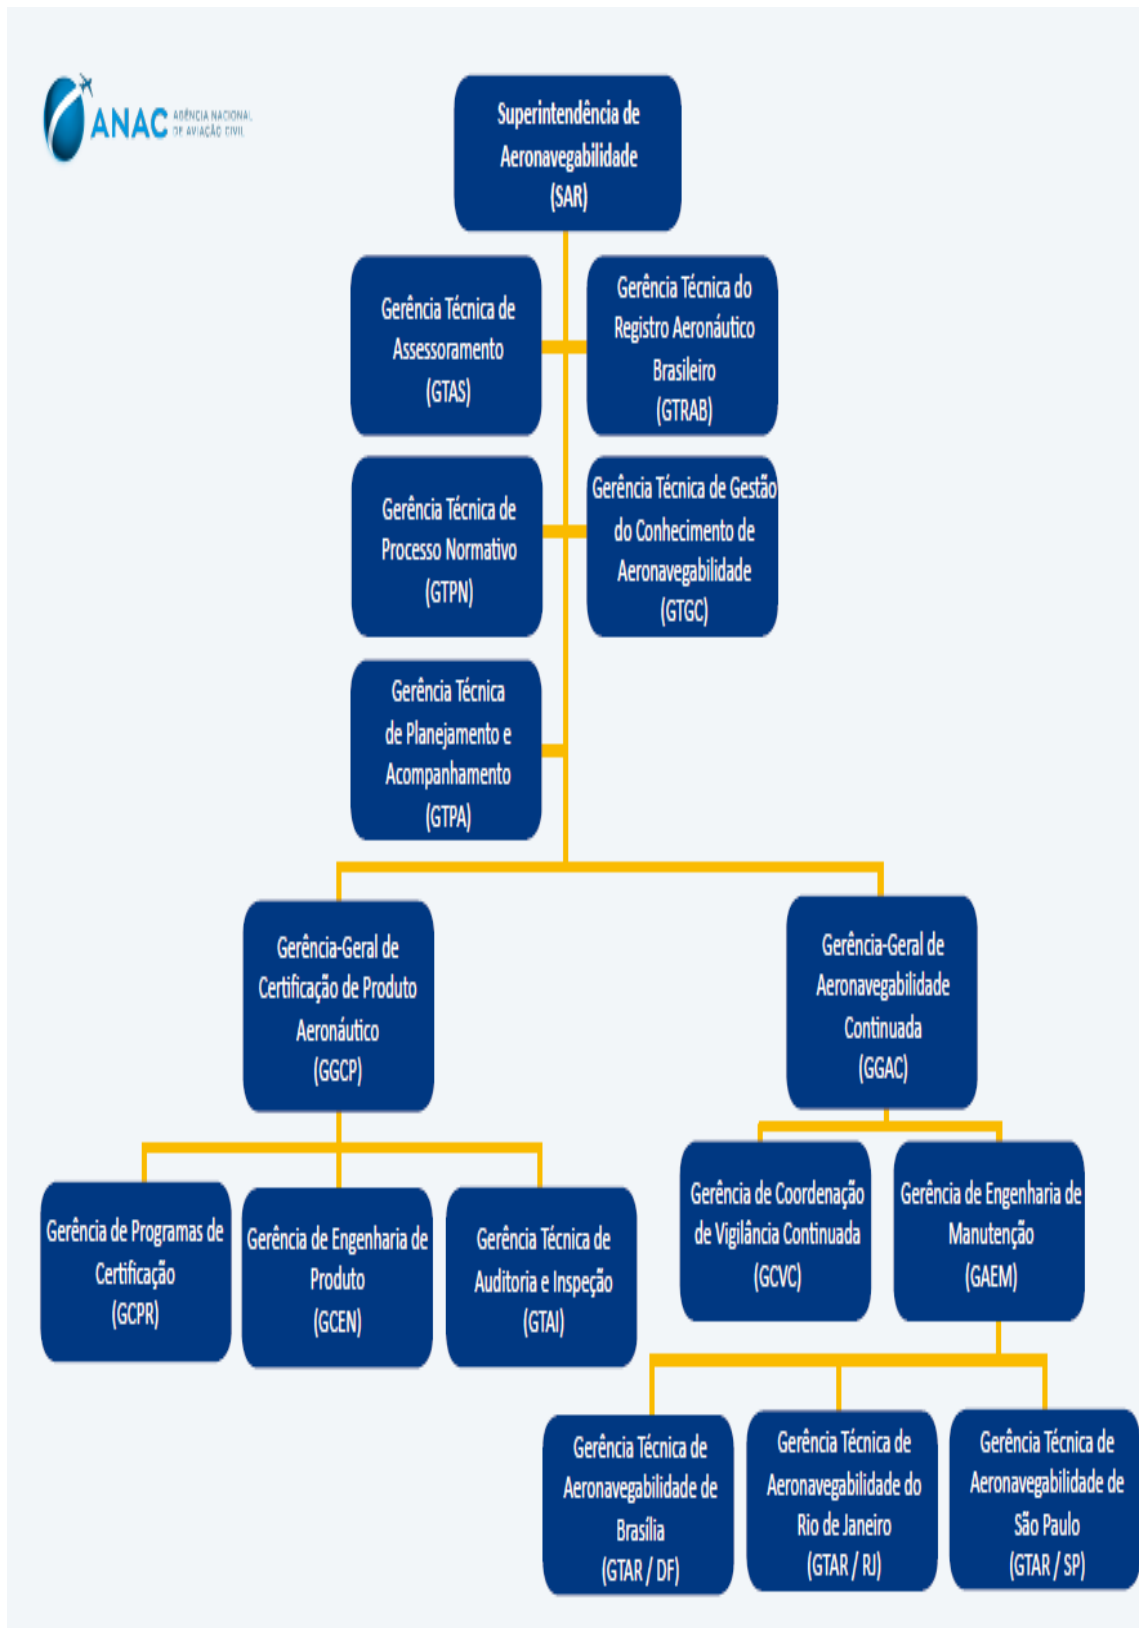 ANAC
AGÊNCIA NACIONAL
DE AVIAÇÃO CIVIL
Superintendência de
Aeronavegabilidade
(SAR)
Gerência Técnica de
Assessoramento
(GTAS)
Gerência Técnica do
Registro Aeronáutico
Brasileiro
(GTRAB)
Gerência Técnica de
Processo Normativo
(GTPN)
Gerência Técnica de Gestão
do Conhecimento de
Aeronavegabilidade
(GTGC)
Gerência Técnica
de Planejamento e
Acompanhamento
(GTPA)
Gerência-Geral de
Certificação de Produto
Aeronáutico
(GGCP)
Gerência-Geral de
Aeronavegabilidade
Continuada
(GGAC)
Gerência de Programas de
Certificação
(GCPR)
Gerência de Engenharia de
Produto
(GCEN)
Gerência Técnica de
Auditoria e Inspeção
(GTAI)
Gerência de Coordenação
de Vigilância Continuada
(GCVC)
Gerência de Engenharia de
Manutenção
(GAEM)
Gerência Técnica de
Aeronavegabilidade de
Brasília
(GTAR / DF)
Gerência Técnica de
Aeronavegabilidade do
Rio de Janeiro
(GTAR / RJ)
Gerência Técnica de
Aeronavegabilidade de
São Paulo
(GTAR / SP)